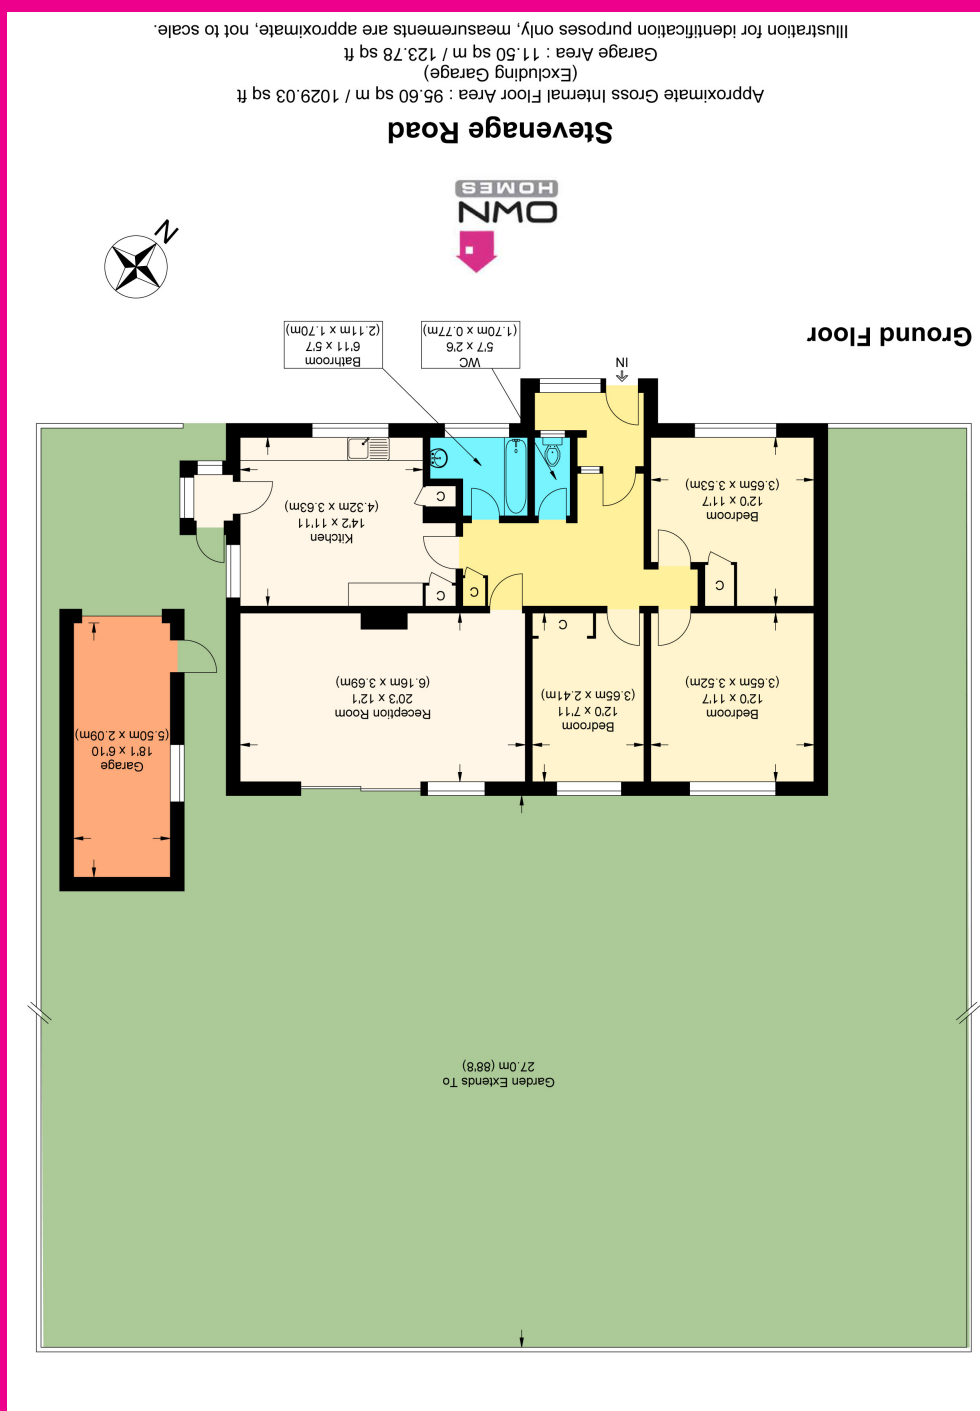 Garden Extends To
27.0m (88'8)
Garage
18'1 x 6'10
(5.50m x 2.09m)
Bedroom
12'0 x 11'7
(3.65m x 3.52m)
Bedroom
12'0 x 7'11
(3.65m x 2.41m)
Reception Room
20'3 x 12'1
(6.16m x 3.69m)
C
C
C
C
C
Bedroom
12'0 x 11'7
(3.65m x 3.53m)
Kitchen
14'2 x 11'11
(4.32m x 3.63m)
IN
WC
5'7 x 2'6
(1.70m x 0.77m)
Bathroom
6'11 x 5'7
(2.11m x 1.70m)
Ground Floor
N
OWN
HOMES
Stevenage Road
Approximate Gross Internal Floor Area : 95.60 sq m / 1029.03 sq ft
(Excluding Garage)
Garage Area : 11.50 sq m / 123.78 sq ft
Illustration for identification purposes only, measurements are approximate, not to scale.